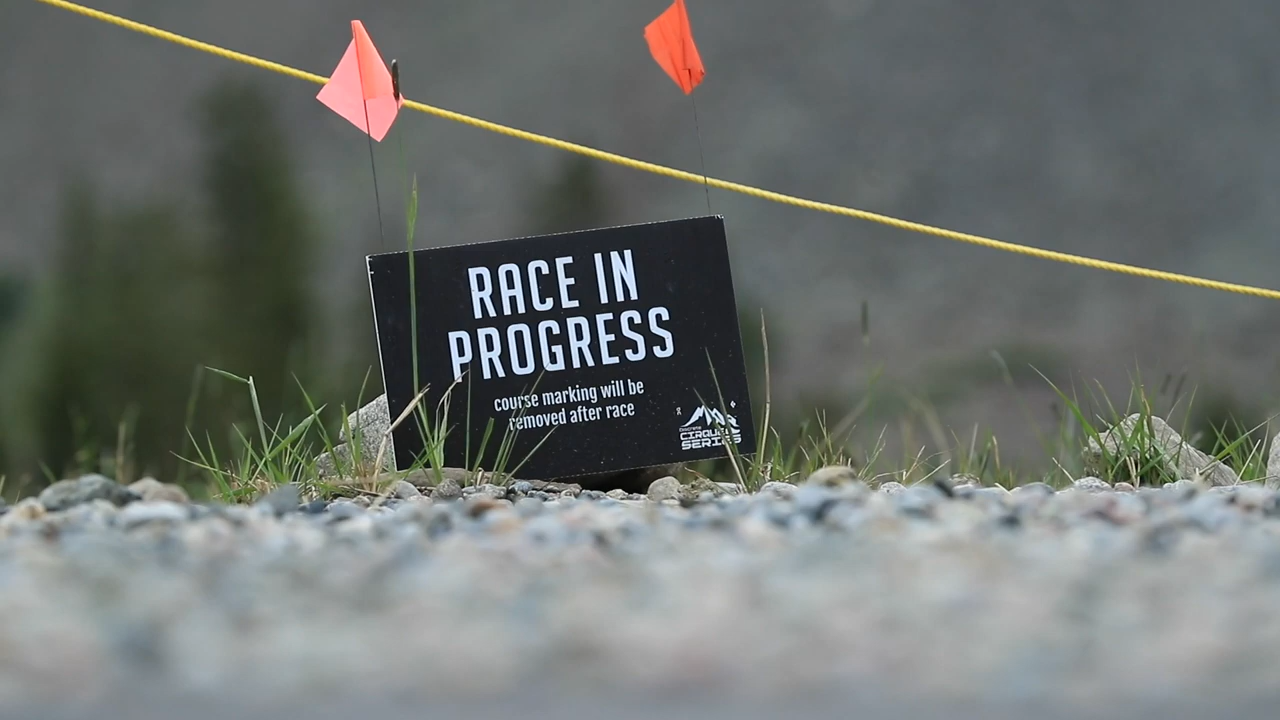 RACE IN
PROGRESS
course marking will be
removed after race
CIRQUE
SERIES